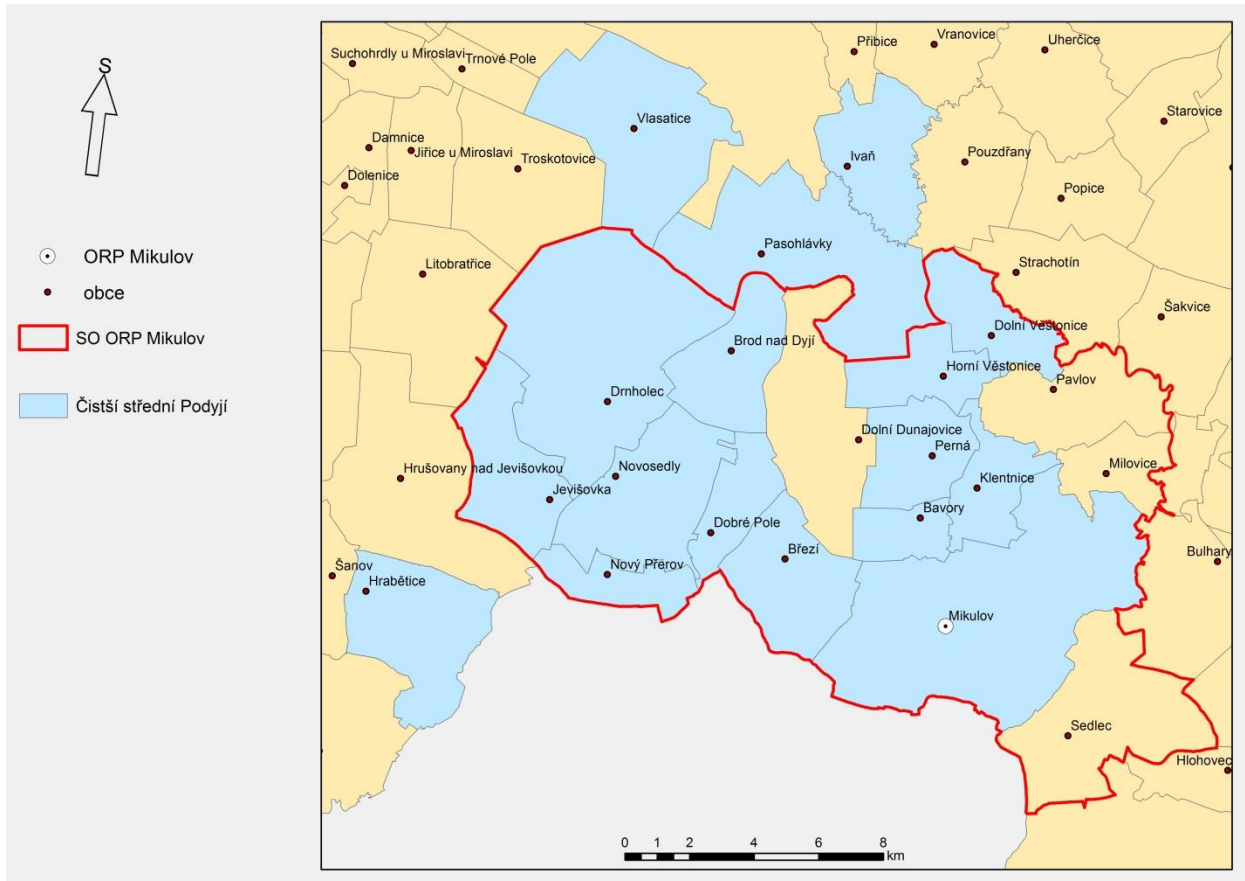 S
ORP Mikulov
obce
SO ORP Mikulov
Čistší střední Podyjí
Přibice
Vranovice
Uherčice
Suchohrdly u Miroslavi
Trnové Pole
Vlasatice
Starovice
Damnice
Jiřice u Miroslavi
Troskotovice
Ivaň
Pouzdřany
Dolenice
Popice
Pasohlávky
Litobratřice
Strachotín
Šakvice
Dolní Věstonice
Brod nad Dyjí
Horní Věstonice
Pavlov
Drnholec
Dolní Dunajovice
Perná
Hrušovany nad Jevišovkou
Novosedly
Klentnice
Milovice
Jevišovka
Bavory
Dobré Pole
Březí
Bulhary
Šanov
Hrabětice
Nový Přerov
Mikulov
Sedlec
Hlohovec
0 1 2 4 6 8
km